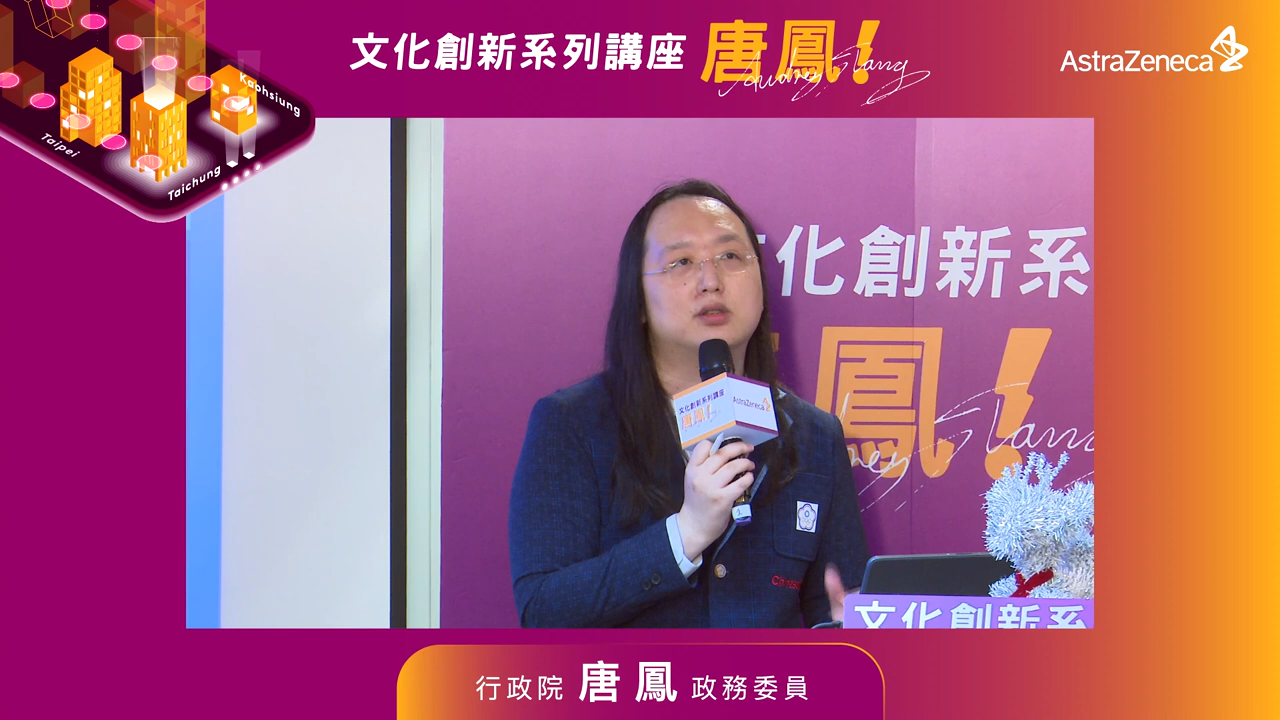 文化創新系列講座 唐鳳!
Audrey Tang
AstraZeneca
Kaohsiung
Taipei
Taichung
化創新系
鳳!
文化創新系列講座
唐鳳!
AstraZeneca
文化創新系
行政院 唐鳳 政務委員